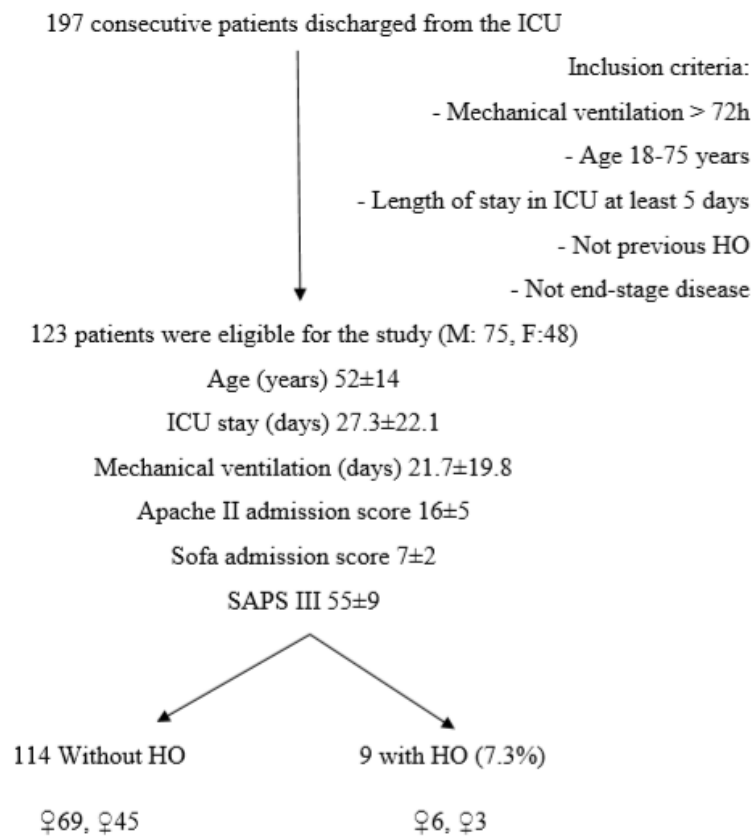 197 consecutive patients discharged from the ICU
Inclusion criteria:
- Mechanical ventilation > 72h
- Age 18-75 years
- Length of stay in ICU at least 5 days
- Not previous HO
- Not end-stage disease
123 patients were eligible for the study (M: 75, F:48)
Age (years) 52±14
ICU stay (days) 27.3±22.1
Mechanical ventilation (days) 21.7±19.8
Apache II admission score 16±5
Sofa admission score 7±2
SAPS III 55±9
114 Without HO 9 with HO (7.3%)
♀69, ♀45 ♀6, ♀3